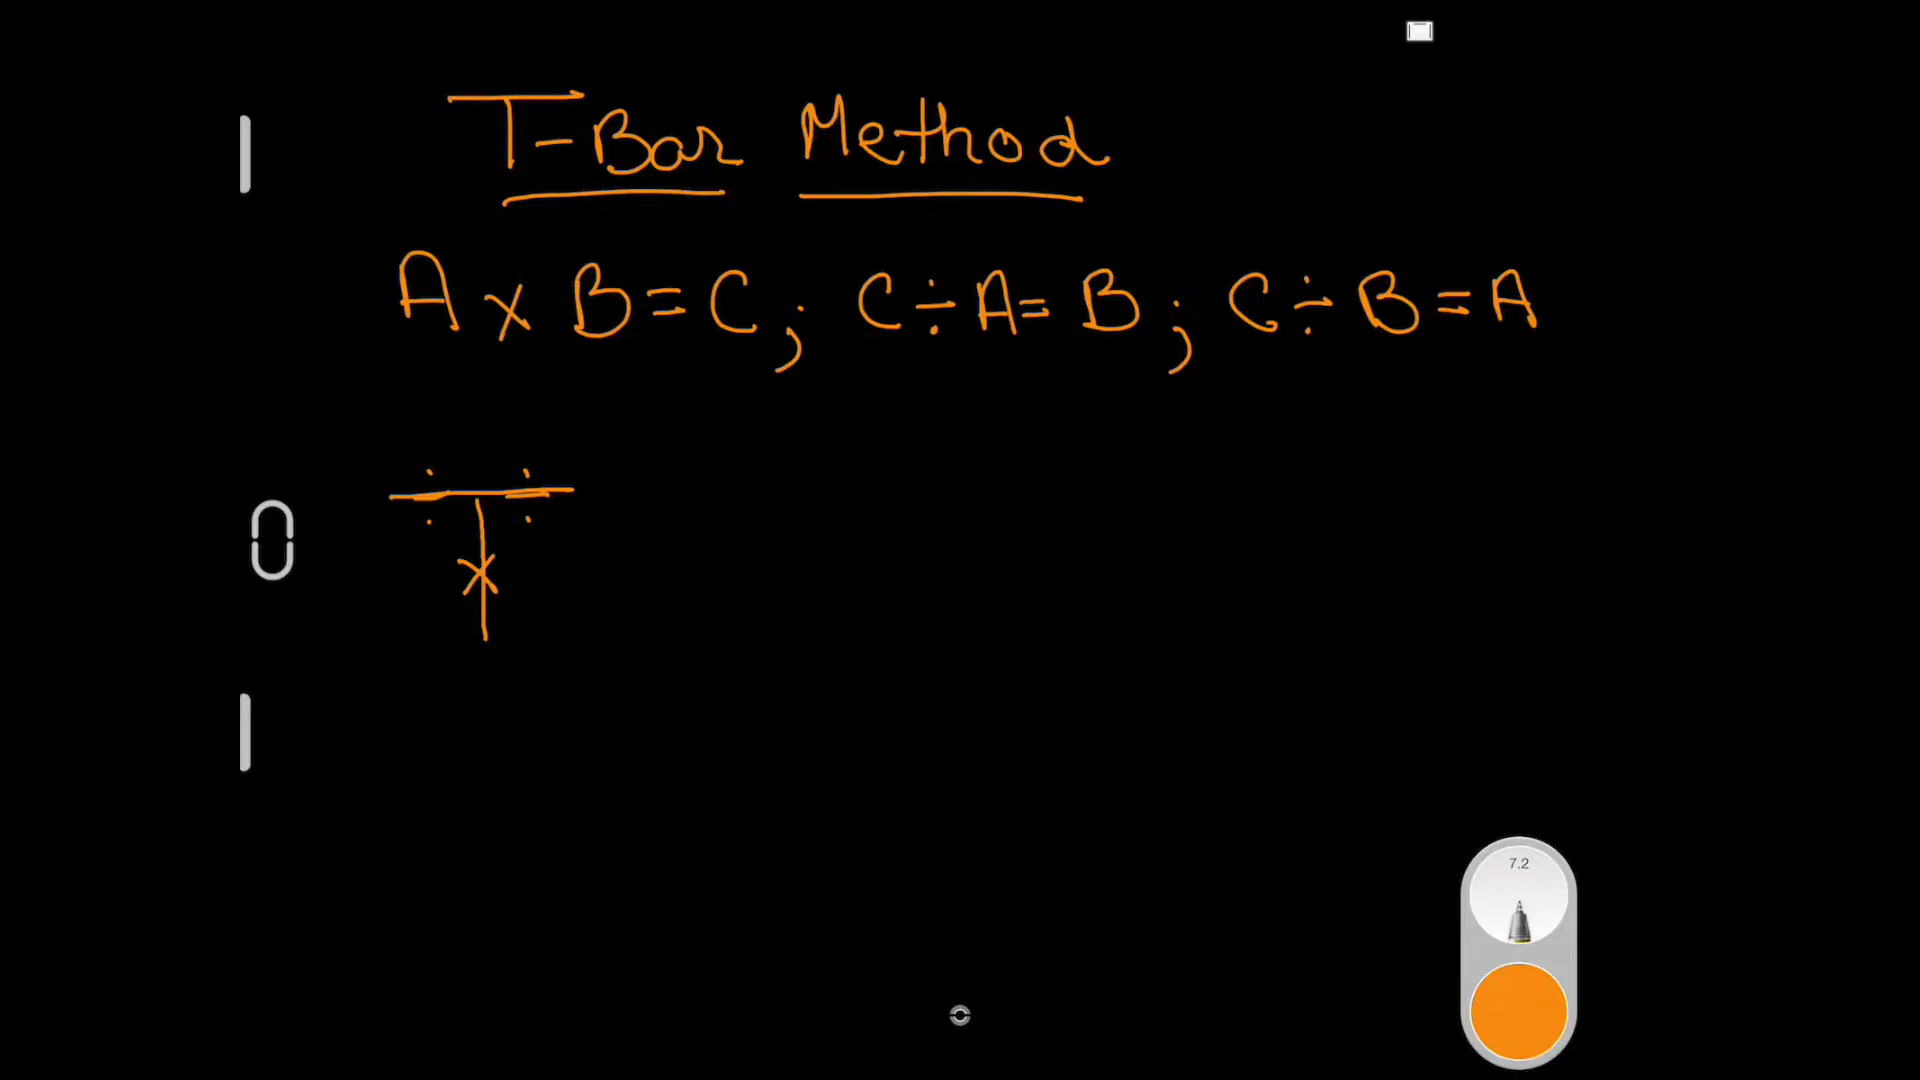 T-Bar Method
A x B = C; C ÷ A = B; C ÷ B = A
÷ ÷
x
7.2